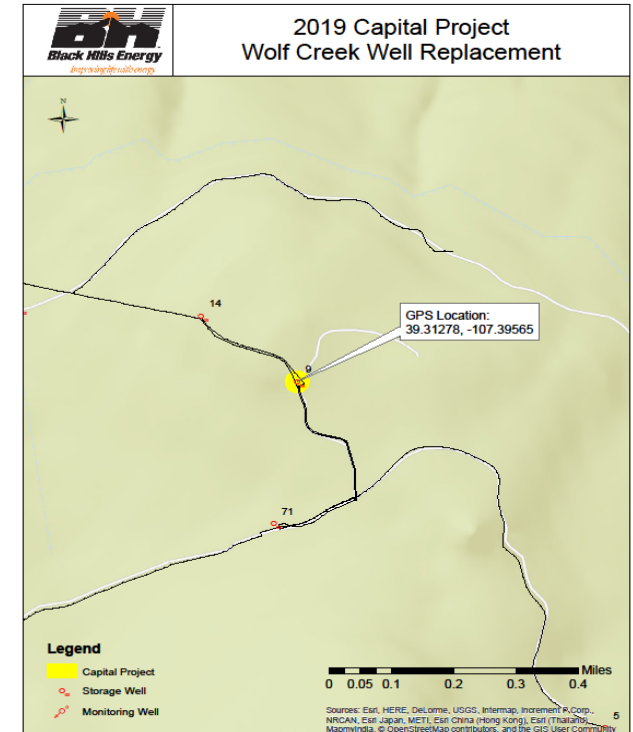 BH
Black Hills Energy
Improving life with energy
2019 Capital Project
Wolf Creek Well Replacement
N
14
GPS Location:
39.31278, -107.39565
9
71
Legend
Capital Project
Storage Well
Monitoring Well
Miles
0 0.05 0.1 0.2 0.3 0.4
Sources: Esri, HERE, DeLorme, USGS, Intermap, increment P Corp.,
NRCAN, Esri Japan, METI, Esri China (Hong Kong), Esri (Thailand),
MapmyIndia, © OpenStreetMap contributors, and the GIS User Community
5